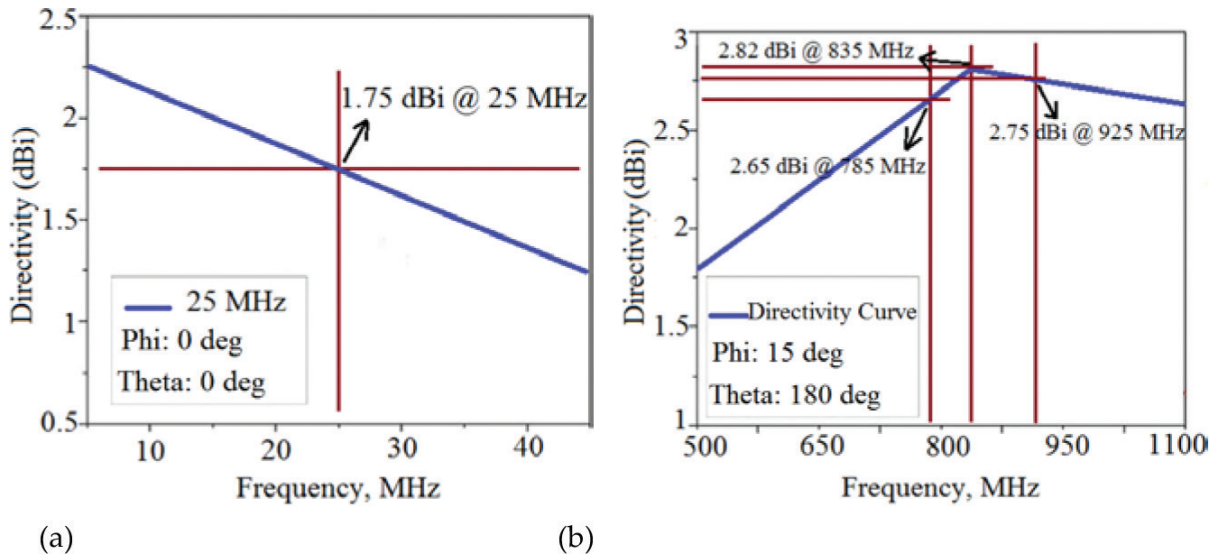 2.5
2
1.5
1
0.5
Directivity (dBi)
1.75 dBi @ 25 MHz
25 MHz
Phi: 0 deg
Theta: 0 deg
10 20 30 40
Frequency, MHz
(a)
3
2.5
2
1.5
1
Directivity (dBi)
2.82 dBi @ 835 MHz
2.75 dBi @ 925 MHz
2.65 dBi @ 785 MHz
Directivity Curve
Phi: 15 deg
Theta: 180 deg
500 650 800 950 1100
Frequency, MHz
(b)